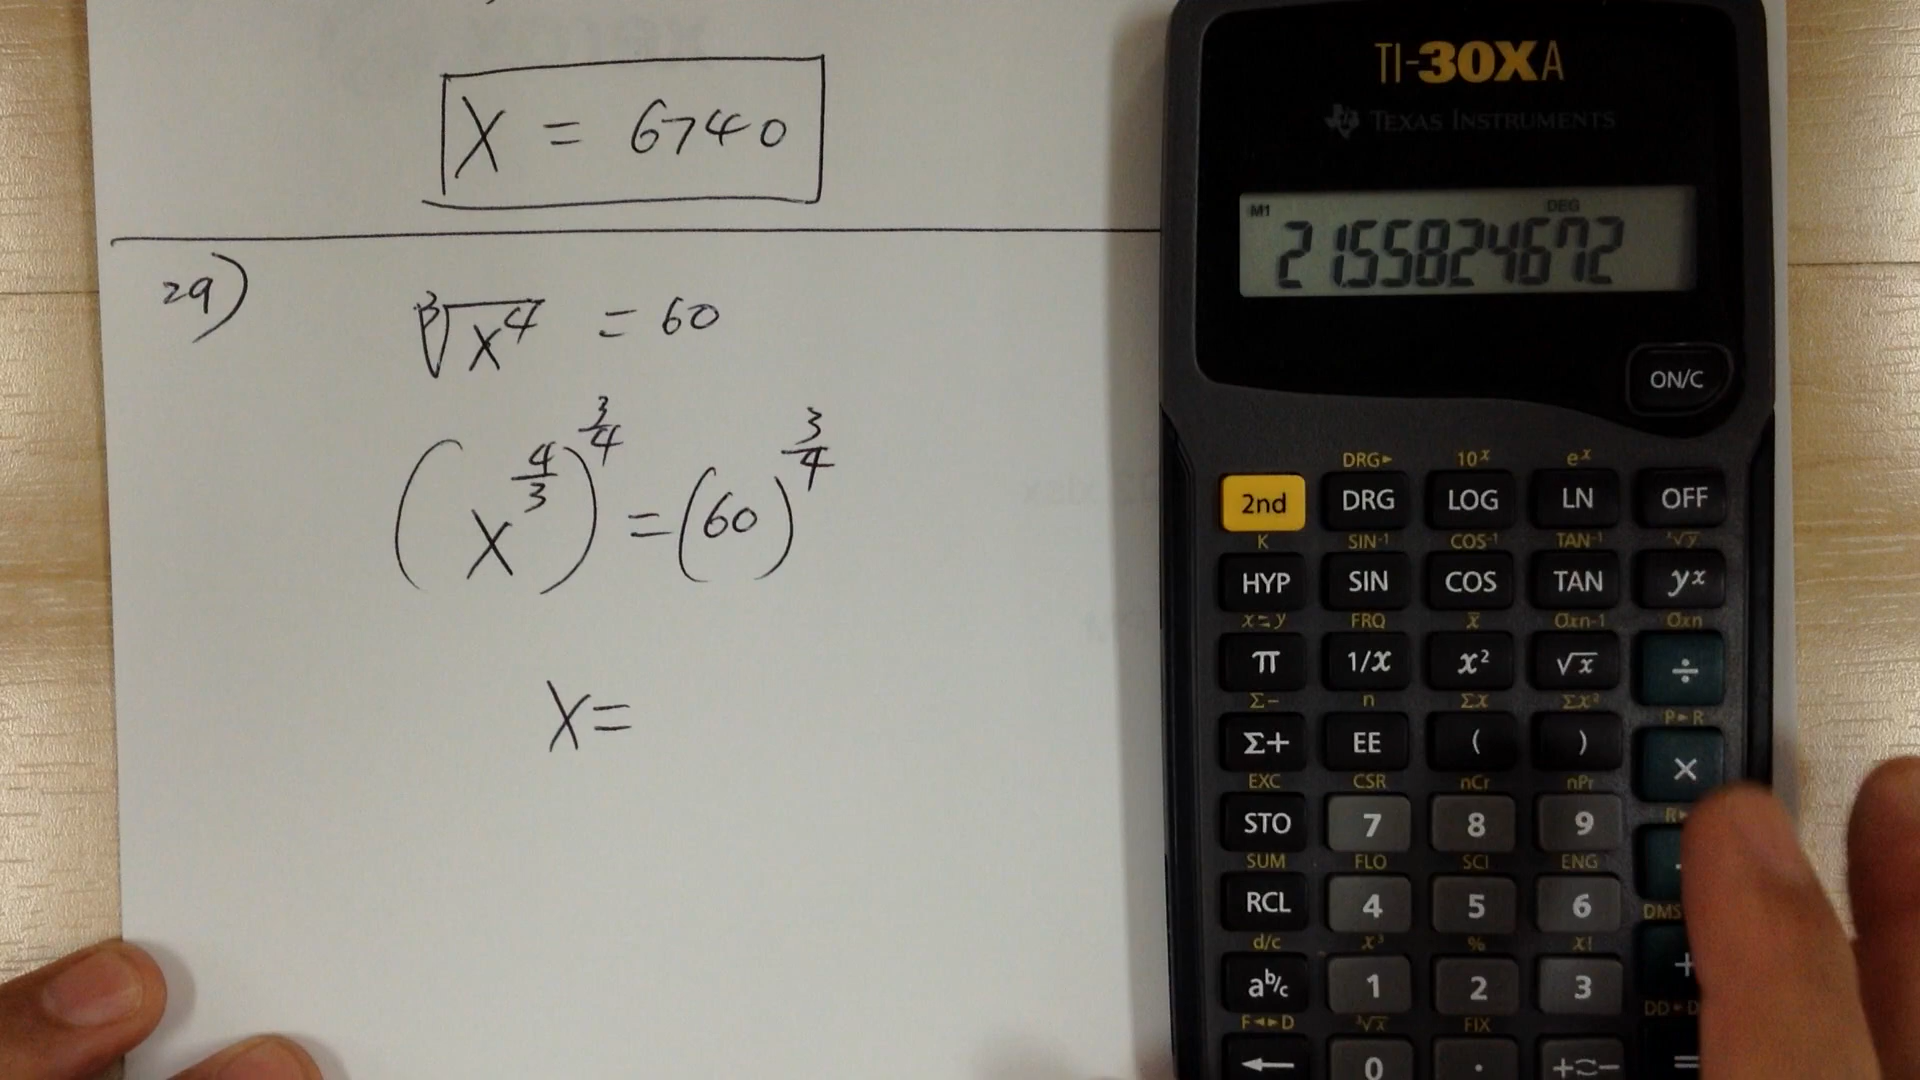 X = 6740
29)
∛x⁴ = 60
(x^(4/3))^(3/4) = (60)^(3/4)
X =
TI-30XA
TEXAS INSTRUMENTS
M1 DEG
21.55824672
ON/C
DRG► 10ˣ eˣ
2nd DRG LOG LN OFF
K SIN⁻¹ COS⁻¹ TAN⁻¹ ˣ√y
HYP SIN COS TAN yˣ
x⇆y FRQ x̄ σxn-1 σxn
π 1/x x² √x ÷
Σ- n Σx Σx² P►R
Σ+ EE ( ) ×
EXC CSR nCr nPr R►
STO 7 8 9
SUM FLO SCI ENG
RCL 4 5 6 DMS
d/c x³ % x!
aᵇ/c 1 2 3 +
F◄►D ∛x FIX DD►D
← 0 . +⇆− =